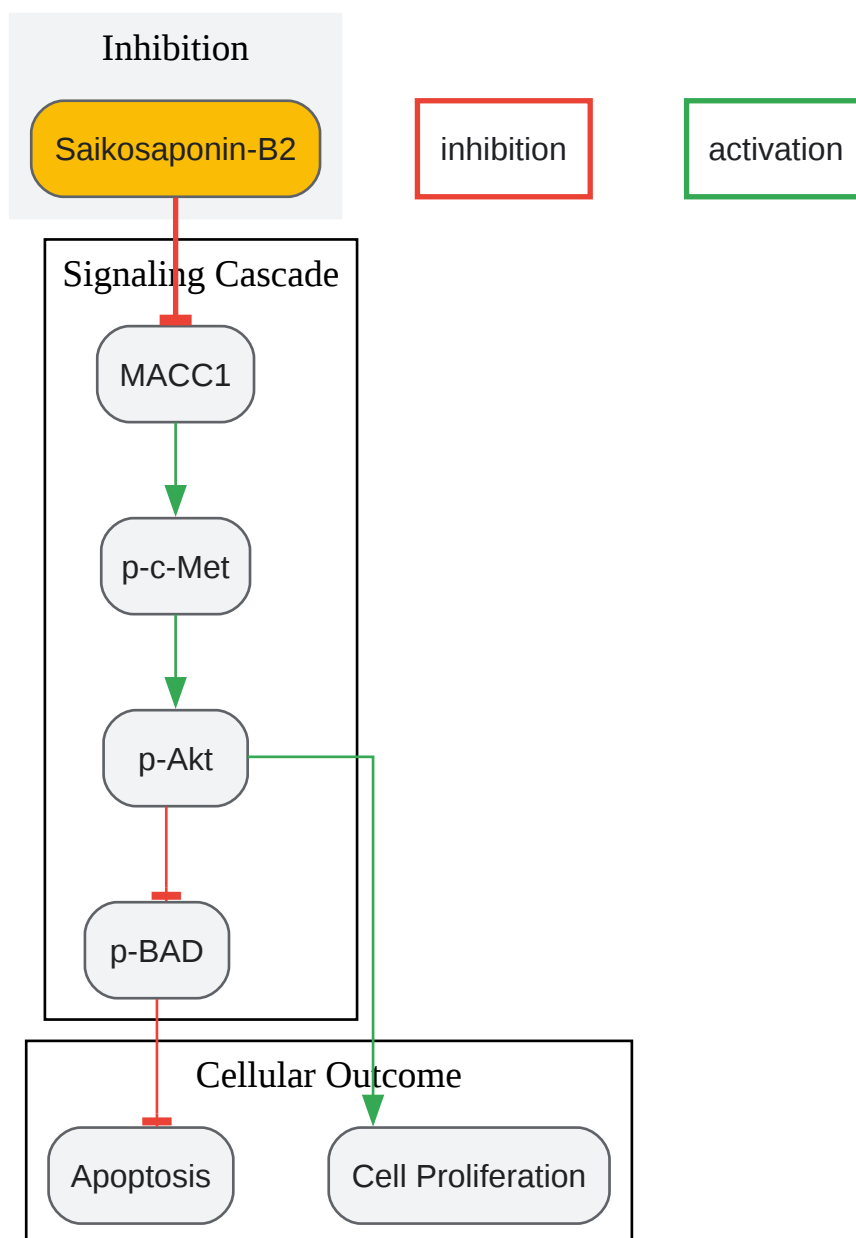 Inhibition
Saikosaponin-B2
inhibition
activation
Signaling Cascade
MACC1
p-c-Met
p-Akt
p-BAD
Cellular Outcome
Apoptosis
Cell Proliferation